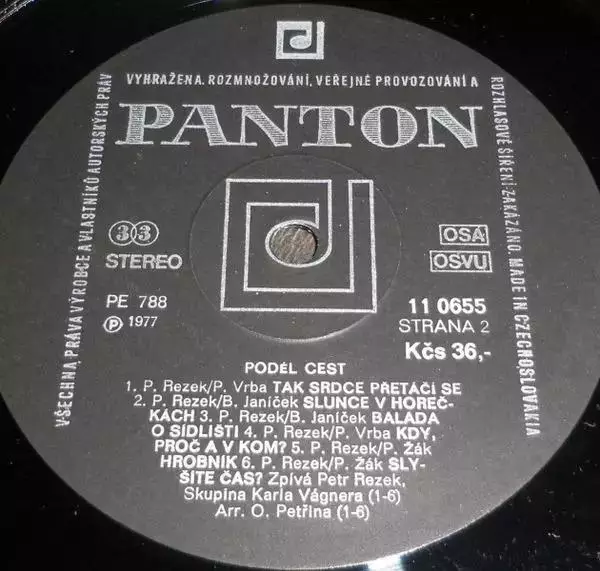 VYHRAŽENA. ROZMNOŽOVÁNÍ, VEŘEJNÉ PROVOZOVÁNÍ A
ROZHLASOVÉ ŠÍŘENÍ ZAKÁZÁNO. MADE IN CZECHOSLOVAKIA
VŠECHNA PRÁVA VÝROBCE A VLASTNÍKŮ AUTORSKÝCH PRÁV
PANTON
33
STEREO
OSA
OSVU
PE 788
Ⓟ 1977
11 0655
STRANA 2
Kčs 36,-
PODÉL CEST
1. P. Rezek/P. Vrba TAK SRDCE PŘETÁČÍ SE
2. P. Rezek/B. Janíček SLUNCE V HOREČ-
KÁCH 3. P. Rezek/B. Janíček BALADA
O SÍDLIŠTI 4. P. Rezek/P. Vrba KDY,
PROČ A V KOM? 5. P. Rezek/P. Žák
HROBNÍK 6. P. Rezek/P. Žák SLY-
ŠÍTE ČAS? Zpívá Petr Rezek,
Skupina Karla Vágnera (1-6)
Arr. O. Petřina (1-6)